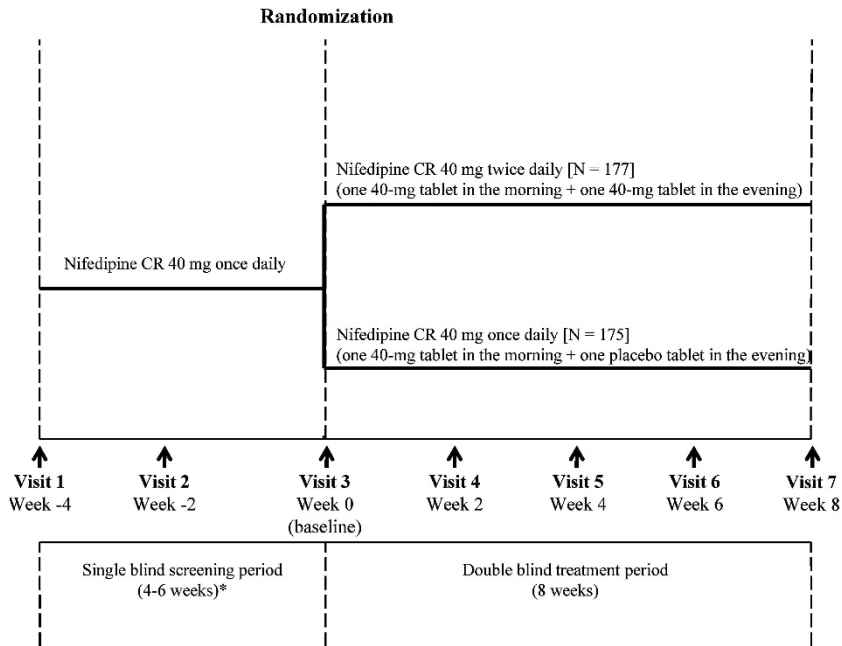 Randomization
Nifedipine CR 40 mg twice daily [N = 177]
(one 40-mg tablet in the morning + one 40-mg tablet in the evening)
Nifedipine CR 40 mg once daily
Nifedipine CR 40 mg once daily [N = 175]
(one 40-mg tablet in the morning + one placebo tablet in the evening)
Visit 1
Week -4
Visit 2
Week -2
Visit 3
Week 0
(baseline)
Visit 4
Week 2
Visit 5
Week 4
Visit 6
Week 6
Visit 7
Week 8
Single blind screening period
(4-6 weeks)*
Double blind treatment period
(8 weeks)